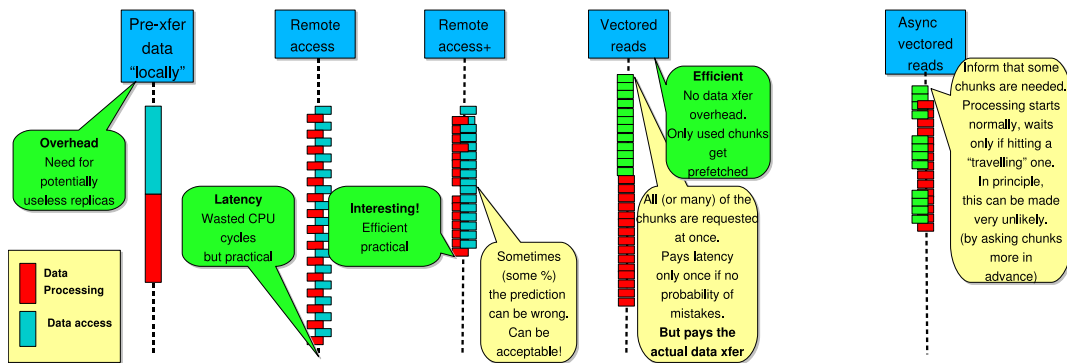 Pre-xfer
data
“locally”
Overhead
Need for
potentially
useless replicas
Data
Processing
Data access
Remote
access
Latency
Wasted CPU
cycles
but practical
Remote
access+
Interesting!
Efficient
practical
Sometimes
(some %)
the prediction
can be wrong.
Can be
acceptable!
Vectored
reads
Efficient
No data xfer
overhead.
Only used chunks
get
prefetched
All (or many) of the
chunks are requested
at once.
Pays latency
only once if no
probability of
mistakes.
But pays the
actual data xfer
Async
vectored
reads
Inform that some
chunks are needed.
Processing starts
normally, waits
only if hitting a
“travelling” one.
In principle,
this can be made
very unlikely.
(by asking chunks
more in
advance)